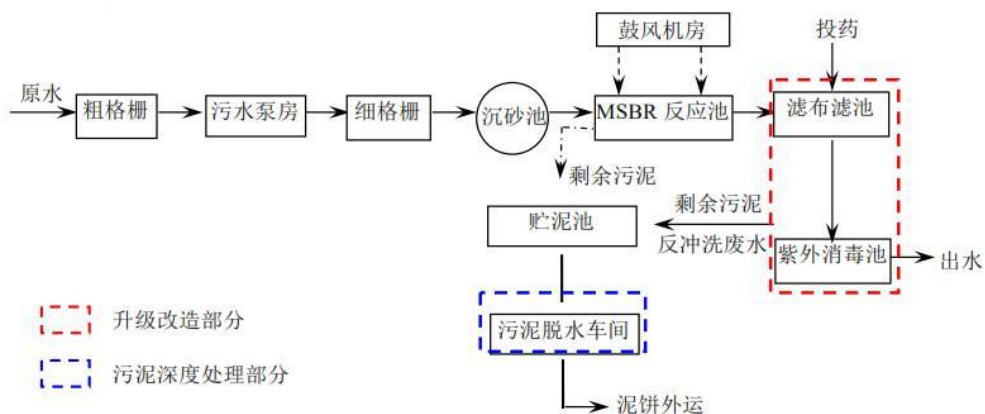 鼓风机房
投药
原水
粗格栅
污水泵房
细格栅
沉砂池
MSBR 反应池
滤布滤池
剩余污泥
贮泥池
剩余污泥
反冲洗废水
紫外消毒池
出水
升级改造部分
污泥脱水车间
污泥深度处理部分
泥饼外运